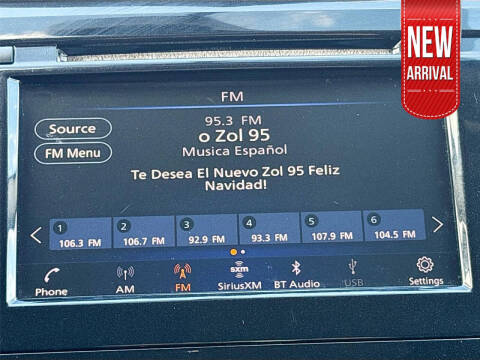 NEW
ARRIVAL
FM
Source
95.3 FM
o Zol 95
FM Menu
Musica Español
Te Desea El Nuevo Zol 95 Feliz
Navidad!
1 2 3 4 5 6
106.3 FM 106.7 FM 92.9 FM 93.3 FM 107.9 FM 104.5 FM
sxm
Phone AM FM SiriusXM BT Audio USB Settings